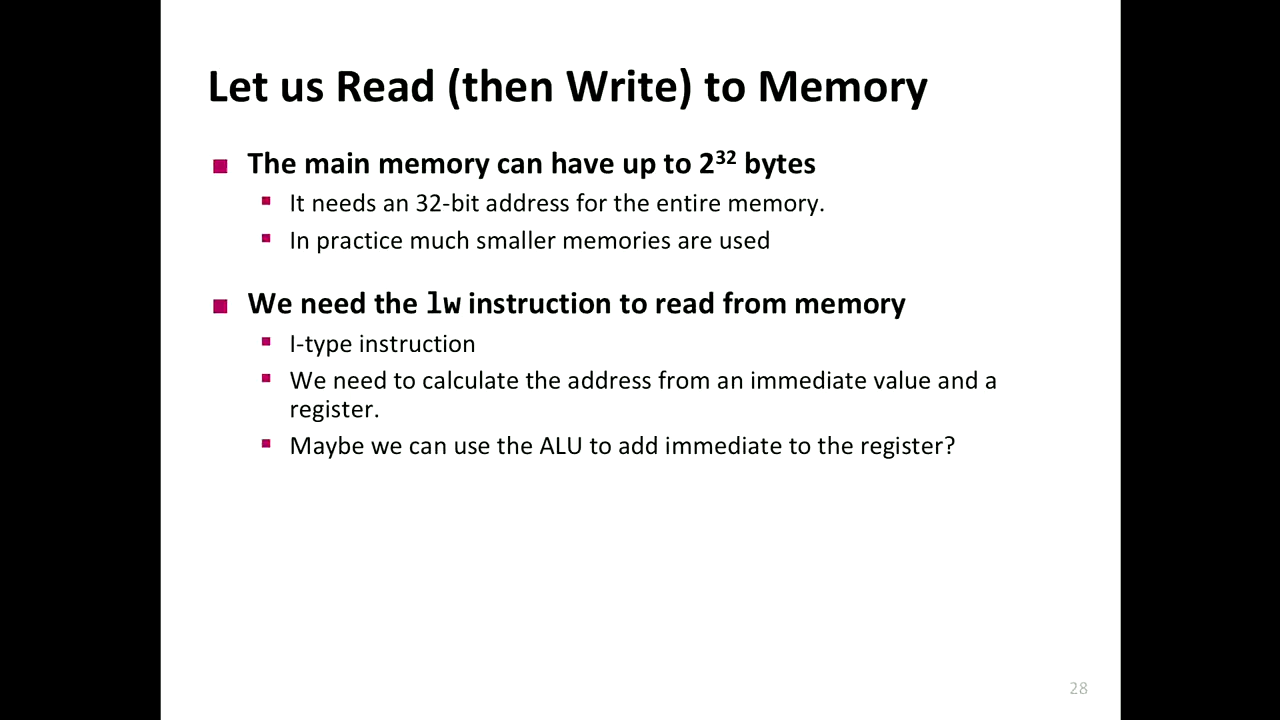 Let us Read (then Write) to Memory
■ The main memory can have up to 2³² bytes
▪ It needs an 32-bit address for the entire memory.
▪ In practice much smaller memories are used
■ We need the lw instruction to read from memory
▪ I-type instruction
▪ We need to calculate the address from an immediate value and a
register.
▪ Maybe we can use the ALU to add immediate to the register?
28